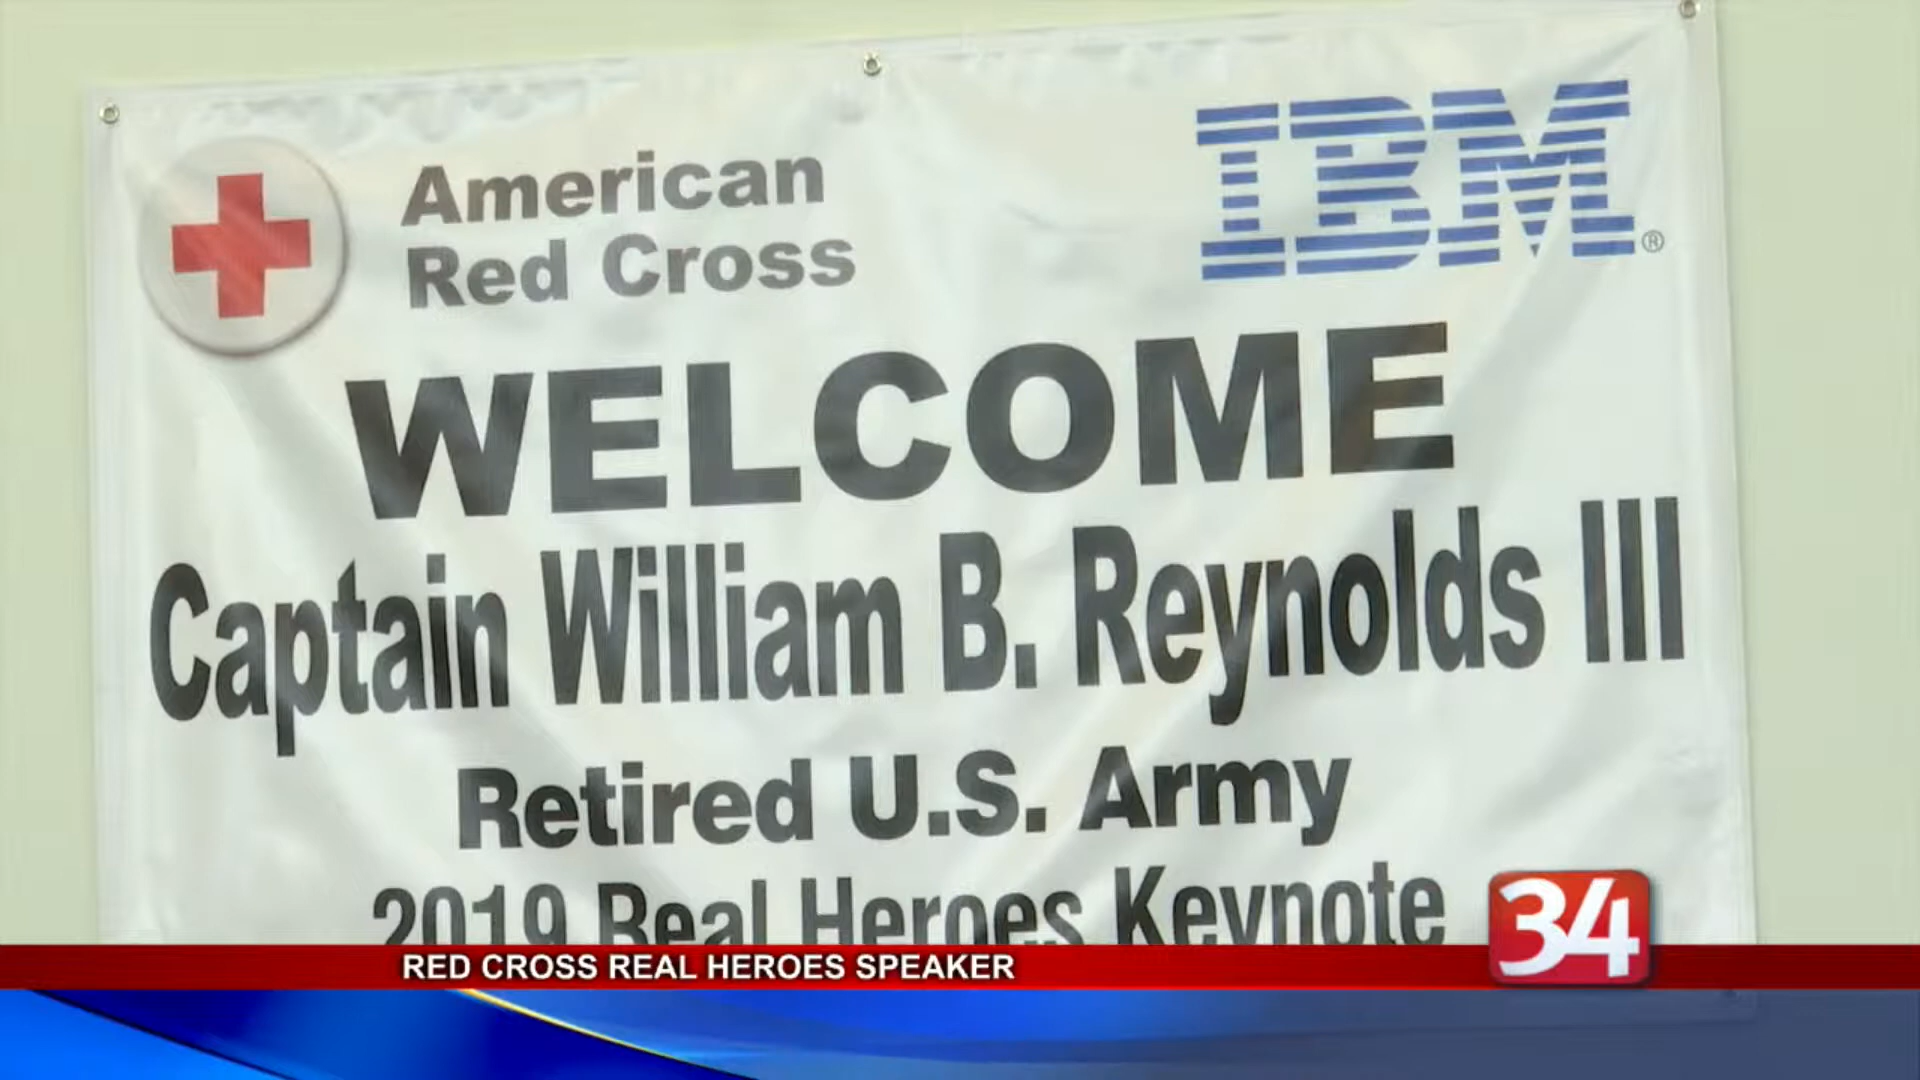 American
Red Cross
IBM®
WELCOME
Captain William B. Reynolds III
Retired U.S. Army
2019 Real Heroes Keynote
RED CROSS REAL HEROES SPEAKER
34